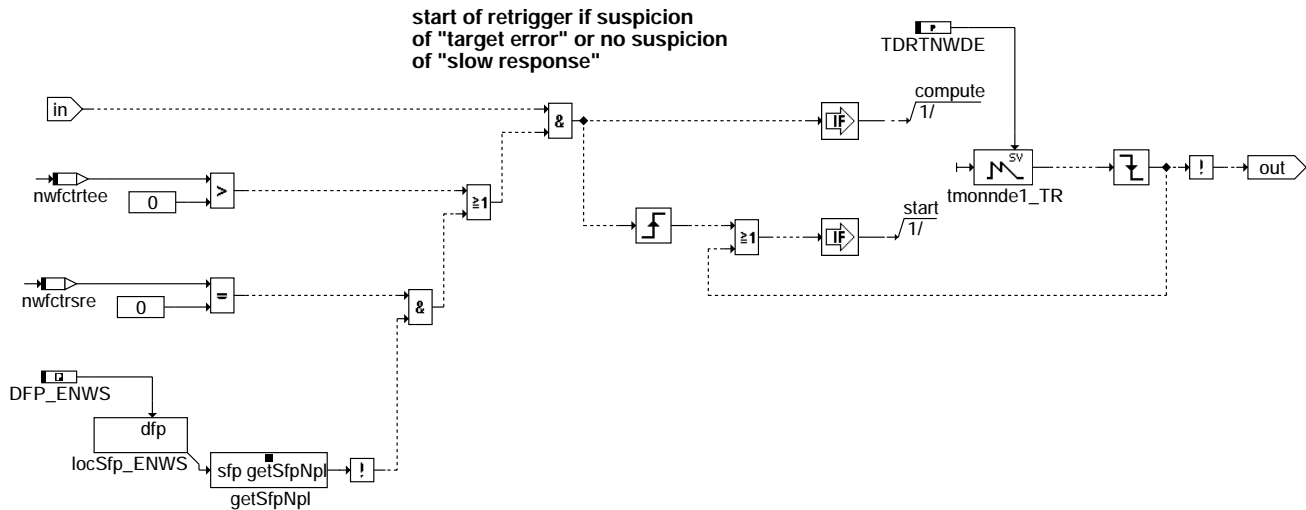 start of retrigger if suspicion
of "target error" or no suspicion
of "slow response"
P
TDRTNWDE
in
&
IF
compute
1/
nwfctrtee
0
>
≥1
SV
tmonnde1_TR
!
out
≥1
IF
start
1/
nwfctrsre
0
=
&
DFP_ENWS
dfp
locSfp_ENWS
sfp getSfpNpl
!
getSfpNpl